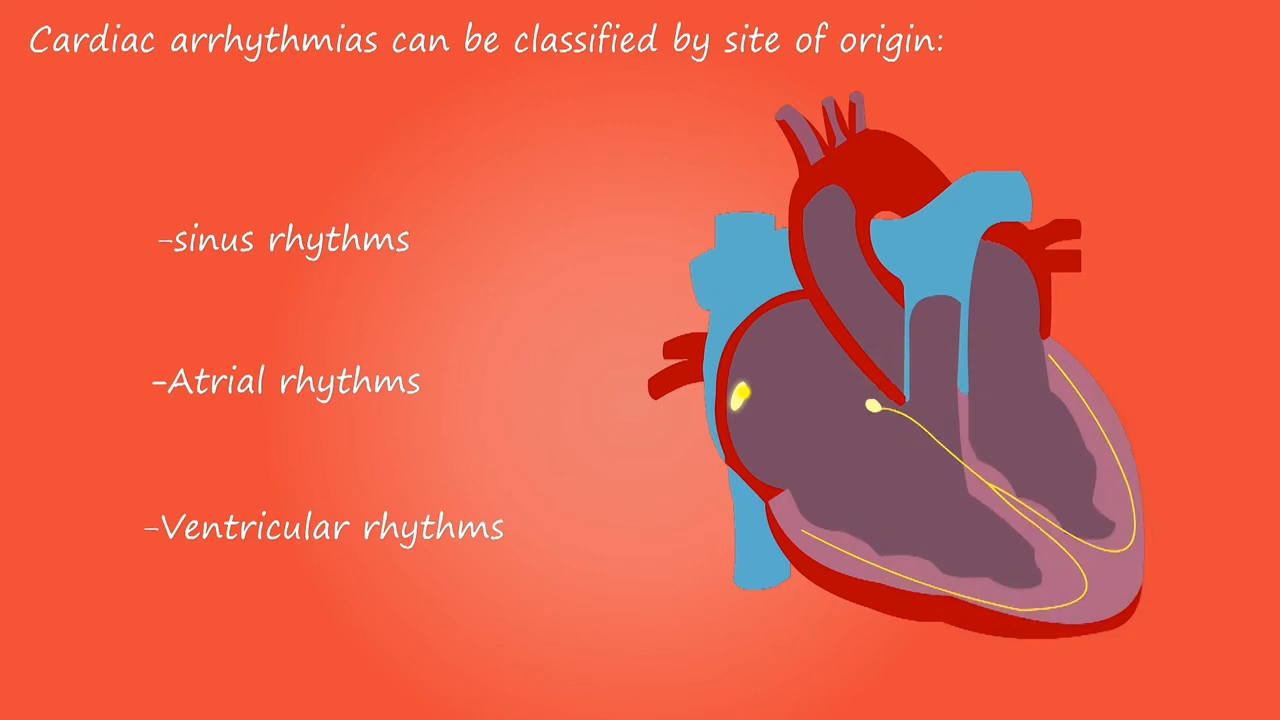 Cardiac arrhythmias can be classified by site of origin:
-sinus rhythms
-Atrial rhythms
-Ventricular rhythms